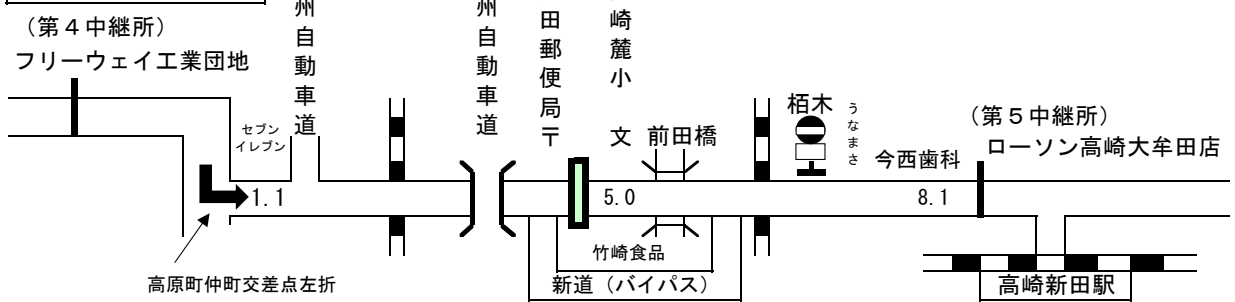 (第4中継所)
フリーウェイ工業団地
州自動車道
州自動車道
田郵便局〒
崎麓小
文
前田橋
栢木
うなまさ
(第5中継所)
ローソン高崎大牟田店
セブン
イレブン
今西歯科
1.1
5.0
8.1
竹崎食品
高原町仲町交差点左折
新道(バイパス)
高崎新田駅